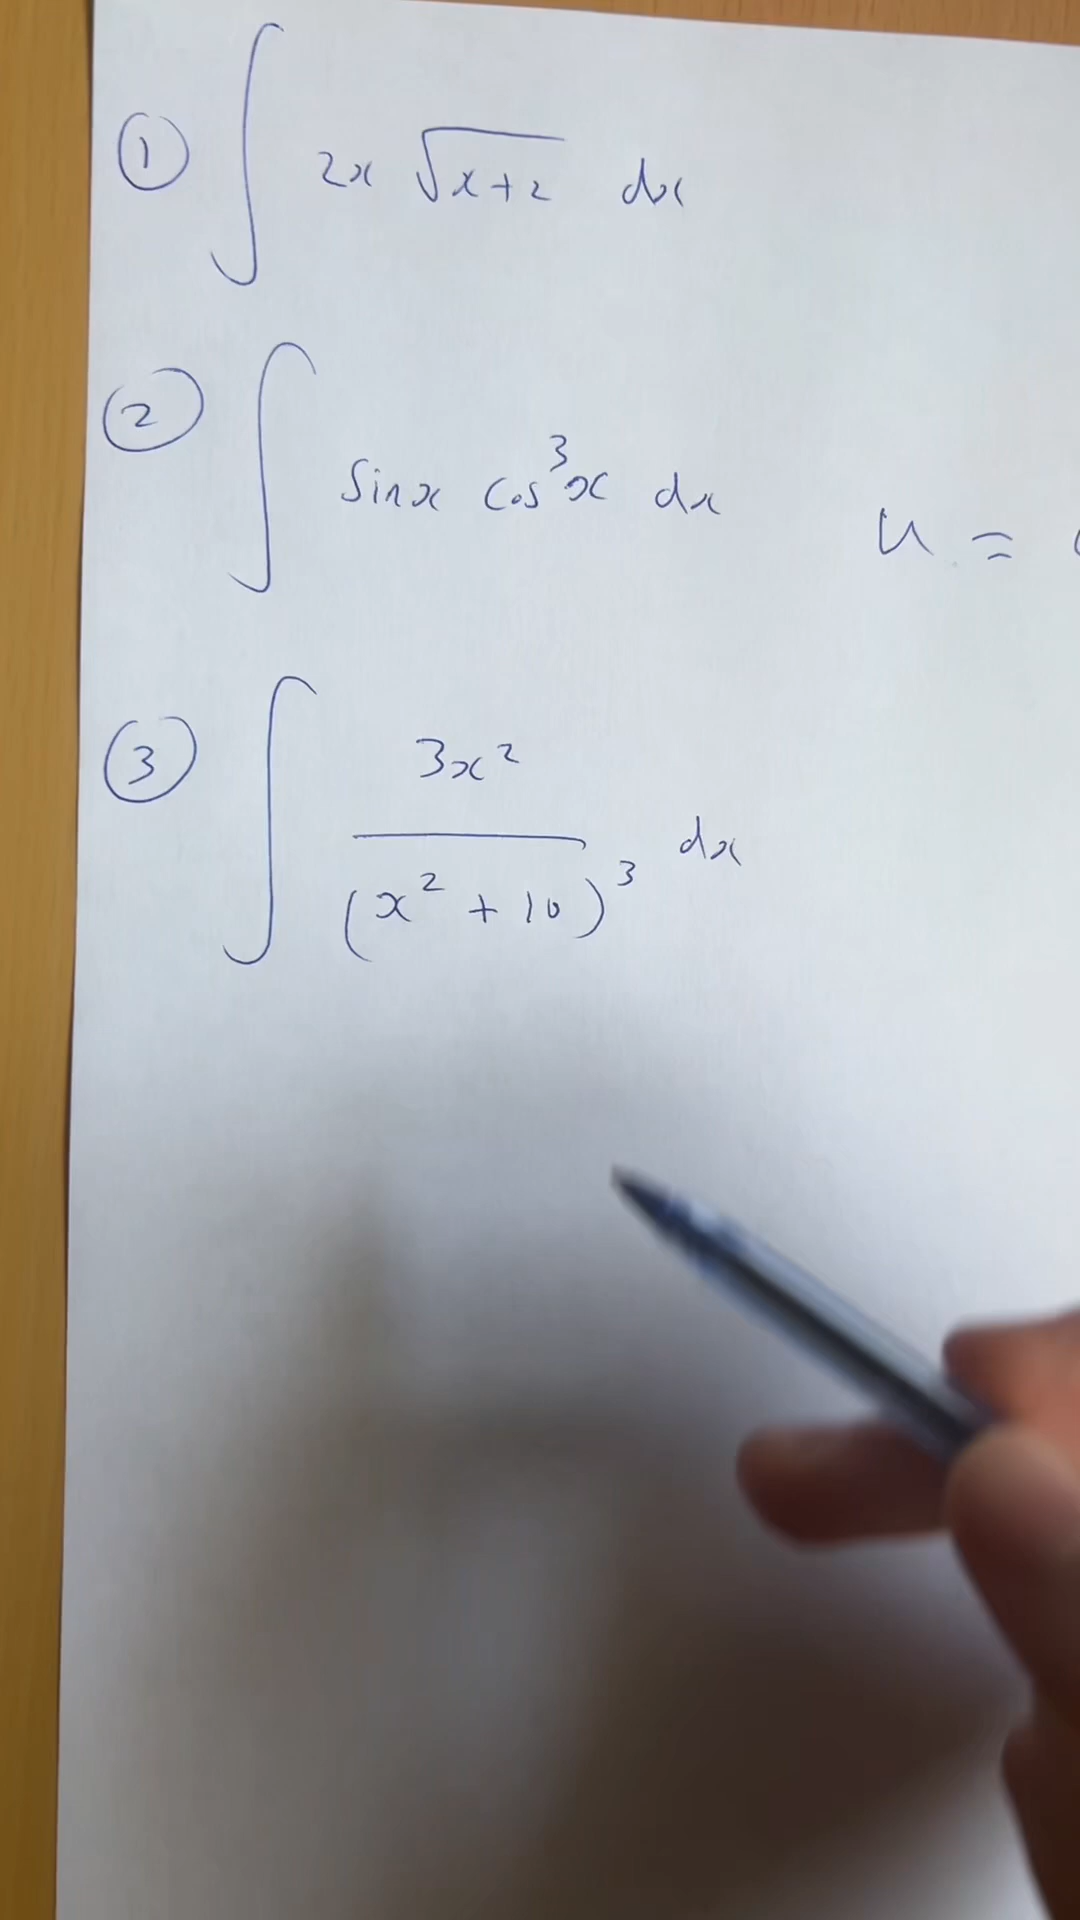 ① ∫ 2x √(x+2) dx
② ∫ sinx cos³x dx u =
③ ∫ 3x² / (x² + 10)³ dx